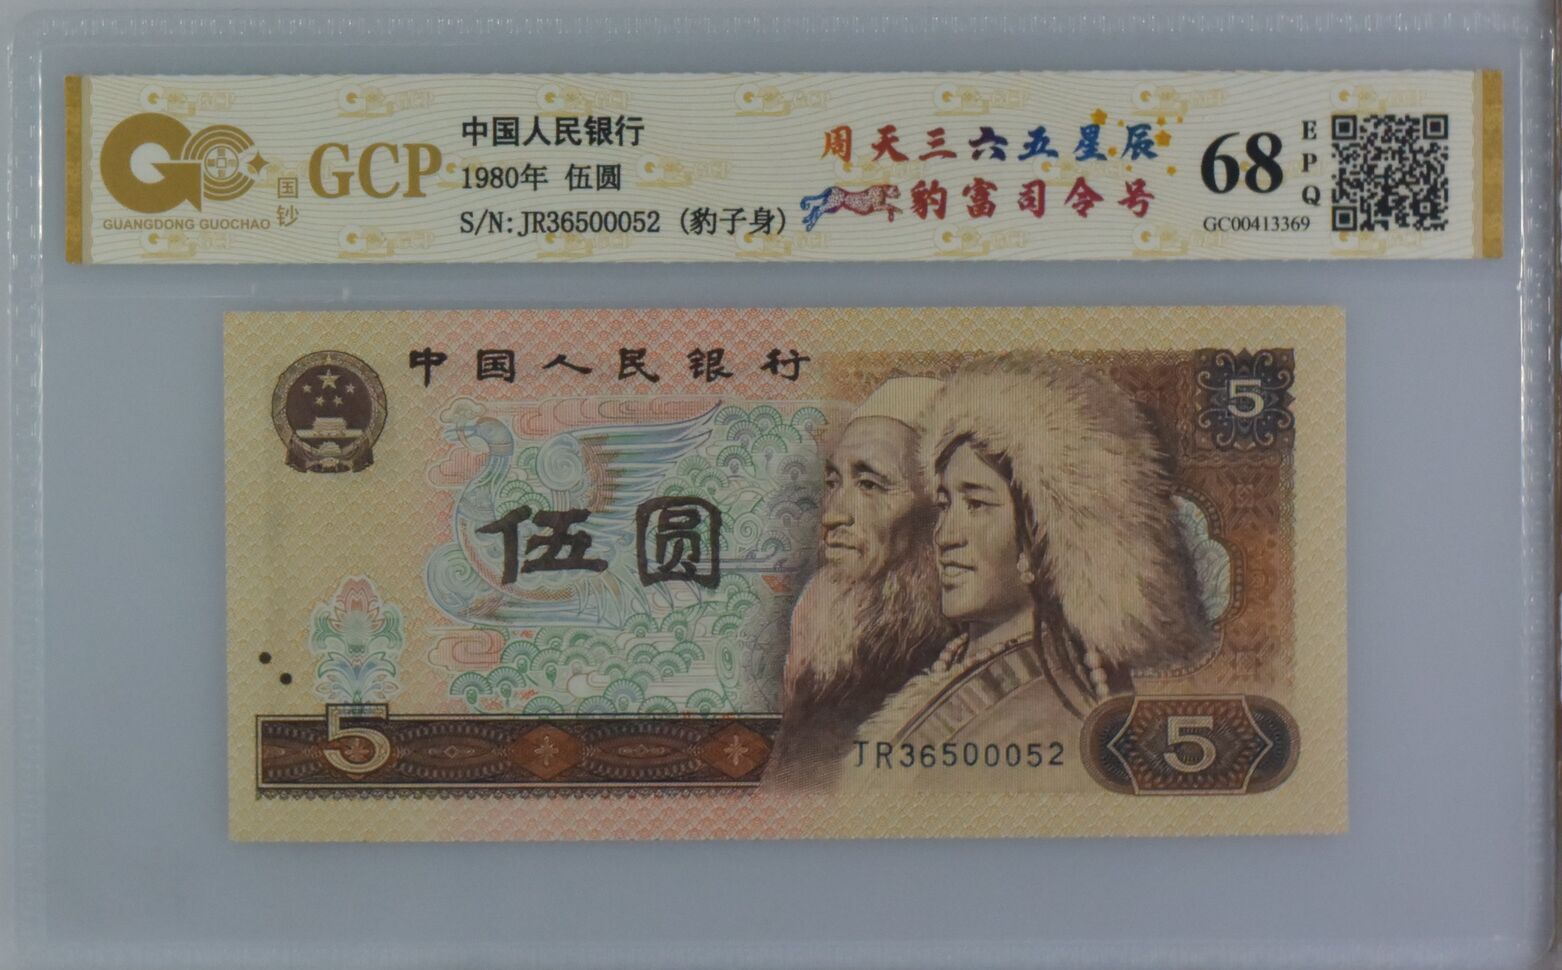 GCP
国钞
GUANGDONG GUOCHAO
中国人民银行
1980年 伍圆
S/N:JR36500052 (豹子身)
周天三六五星辰
豹富司令号
68
EPQ
GC00413369
中国人民银行
5
伍圆
5
JR36500052
5